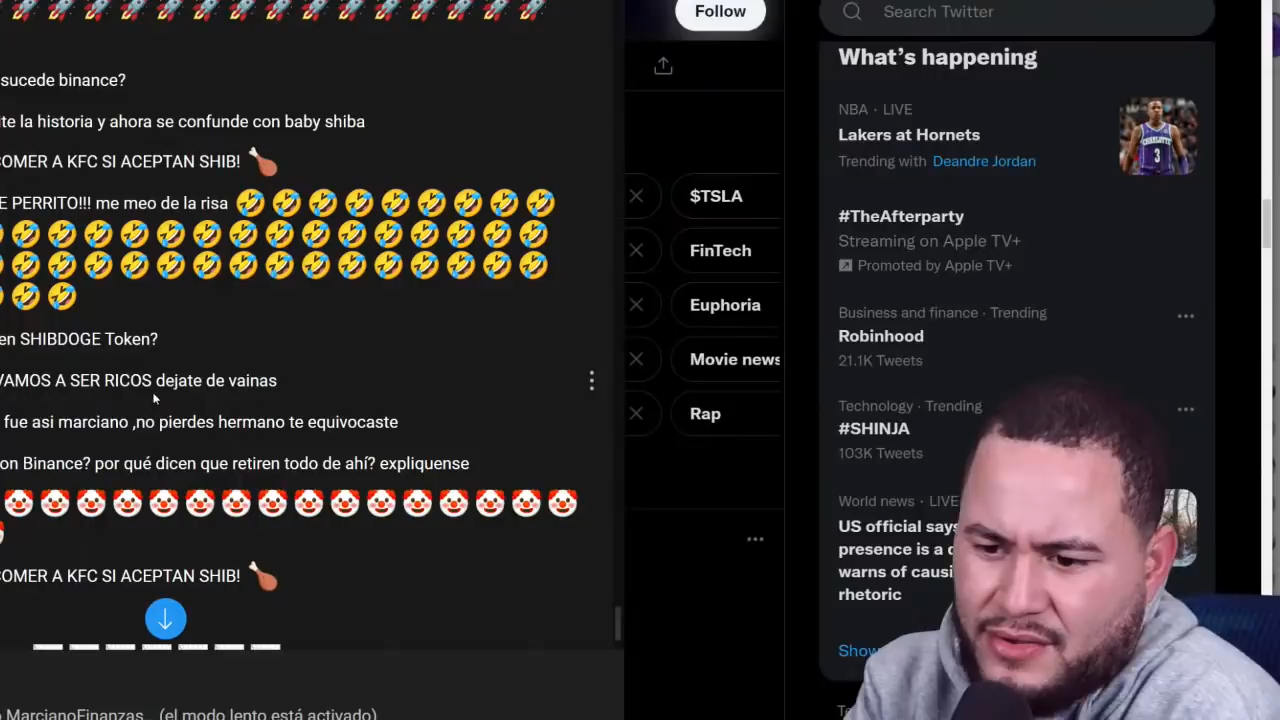 sucede binance?
te la historia y ahora se confunde con baby shiba
COMER A KFC SI ACEPTAN SHIB!
E PERRITO!!! me meo de la risa
en SHIBDOGE Token?
VAMOS A SER RICOS dejate de vainas
fue asi marciano ,no pierdes hermano te equivocaste
on Binance? por qué dicen que retiren todo de ahí? expliquense
COMER A KFC SI ACEPTAN SHIB!
MarcianoFinanzas... (el modo lento está activado)
Follow
$TSLA
FinTech
Euphoria
Movie news
Rap
Search Twitter
What's happening
NBA · LIVE
Lakers at Hornets
Trending with Deandre Jordan
CHARLOTTE
3
#TheAfterparty
Streaming on Apple TV+
Promoted by Apple TV+
Business and finance · Trending
Robinhood
21.1K Tweets
Technology · Trending
#SHINJA
103K Tweets
World news · LIVE
US official says
presence is a d
warns of causi
rhetoric
Show